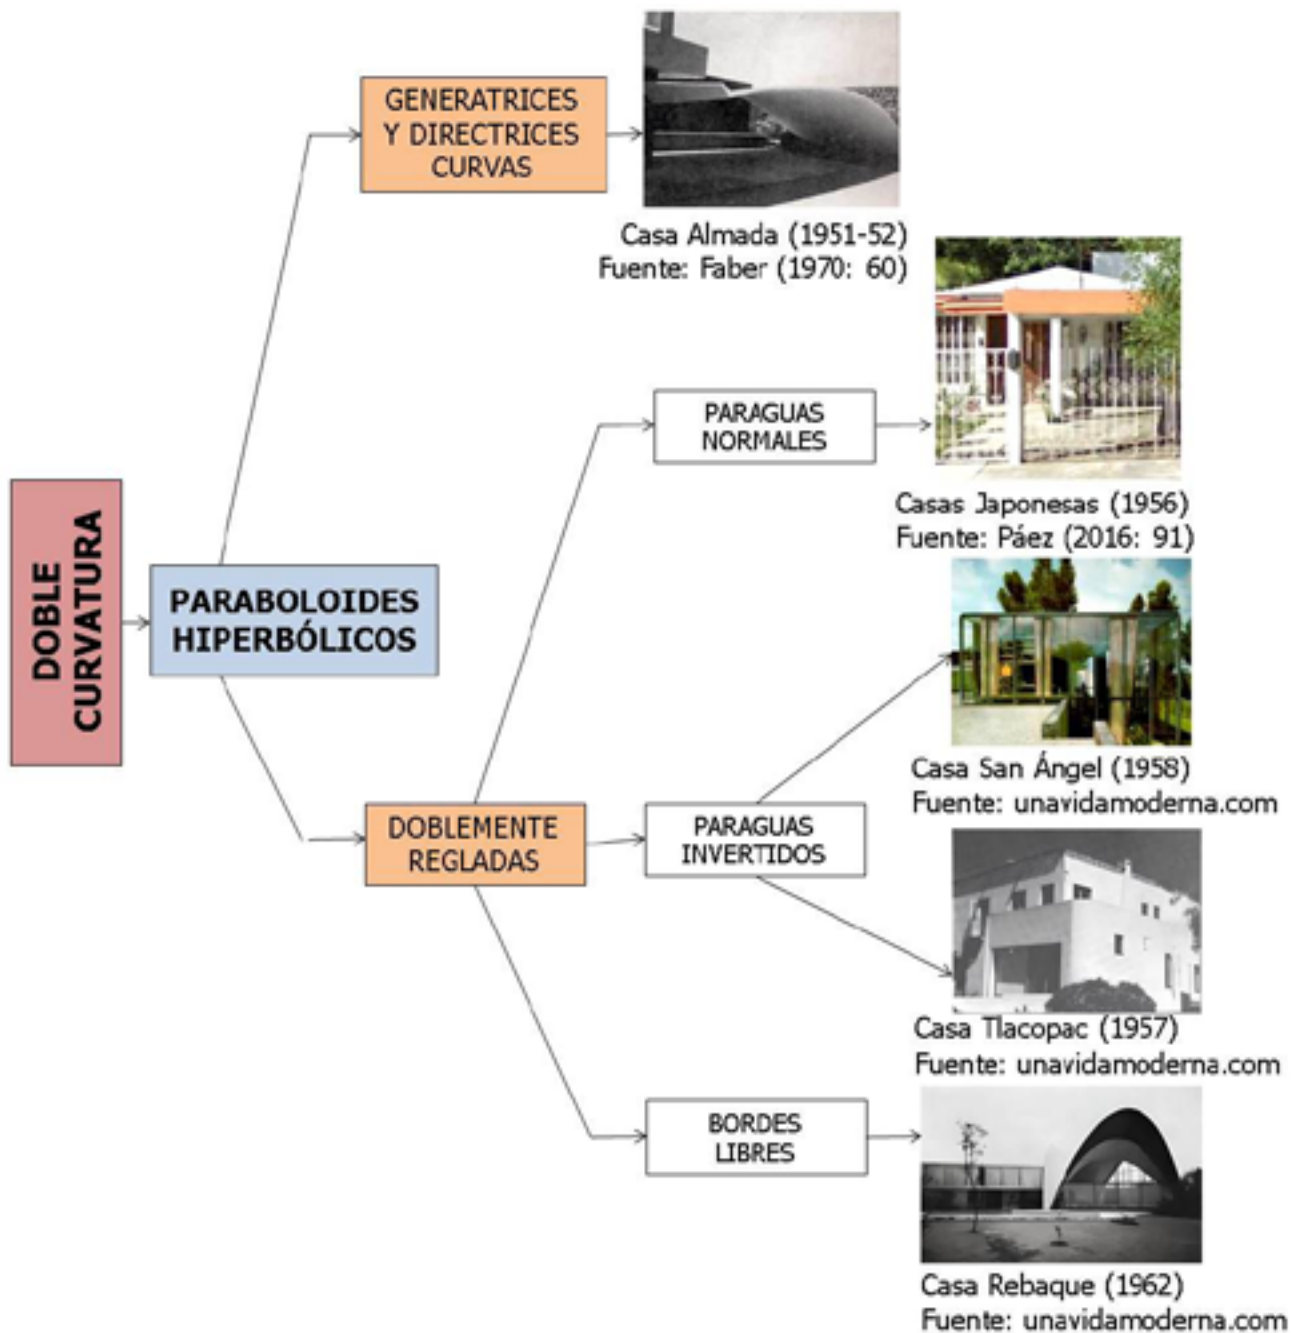 GENERATRICES
Y DIRECTRICES
CURVAS
Casa Almada (1951-52)
Fuente: Faber (1970: 60)
PARAGUAS
NORMALES
Casas Japonesas (1956)
Fuente: Páez (2016: 91)
DOBLE
CURVATURA
PARABOLOIDES
HIPERBÓLICOS
Casa San Ángel (1958)
Fuente: unavidamoderna.com
DOBLEMENTE
REGLADAS
PARAGUAS
INVERTIDOS
Casa Tlacopac (1957)
Fuente: unavidamoderna.com
BORDES
LIBRES
Casa Rebaque (1962)
Fuente: unavidamoderna.com